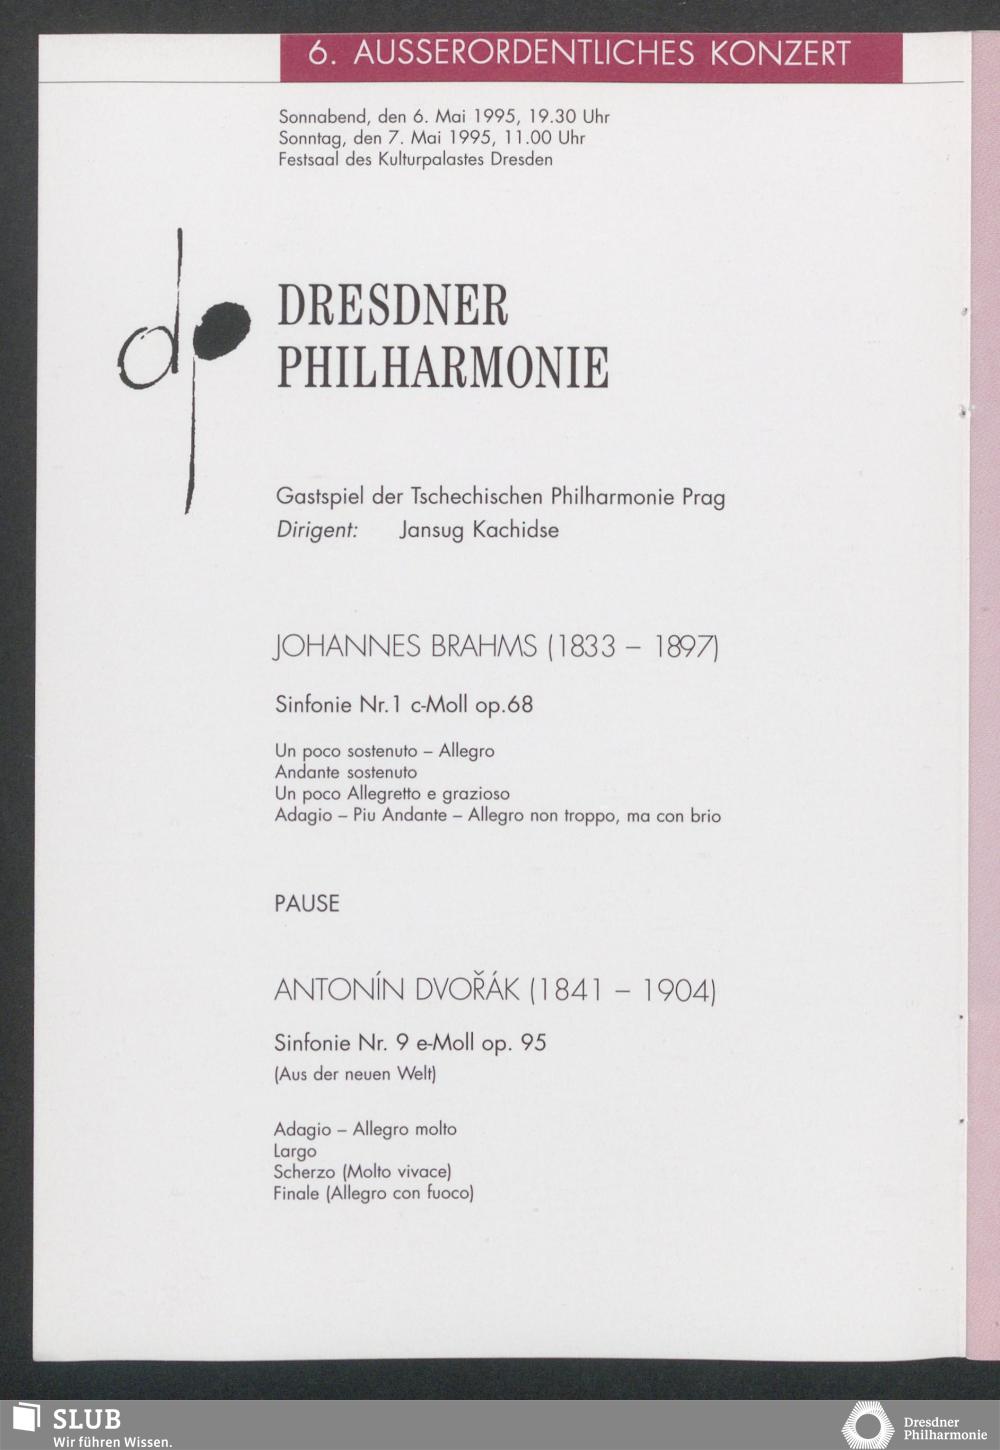 6. AUSSERORDENTLICHES KONZERT
Sonnabend, den 6. Mai 1995, 19.30 Uhr
Sonntag, den 7. Mai 1995, 11.00 Uhr
Festsaal des Kulturpalastes Dresden
dp
DRESDNER
PHILHARMONIE
Gastspiel der Tschechischen Philharmonie Prag
Dirigent: Jansug Kachidse
JOHANNES BRAHMS (1833 – 1897)
Sinfonie Nr.1 c-Moll op.68
Un poco sostenuto – Allegro
Andante sostenuto
Un poco Allegretto e grazioso
Adagio – Piu Andante – Allegro non troppo, ma con brio
PAUSE
ANTONÍN DVOŘÁK (1841 – 1904)
Sinfonie Nr. 9 e-Moll op. 95
(Aus der neuen Welt)
Adagio – Allegro molto
Largo
Scherzo (Molto vivace)
Finale (Allegro con fuoco)
SLUB
Wir führen Wissen.
Dresdner
Philharmonie